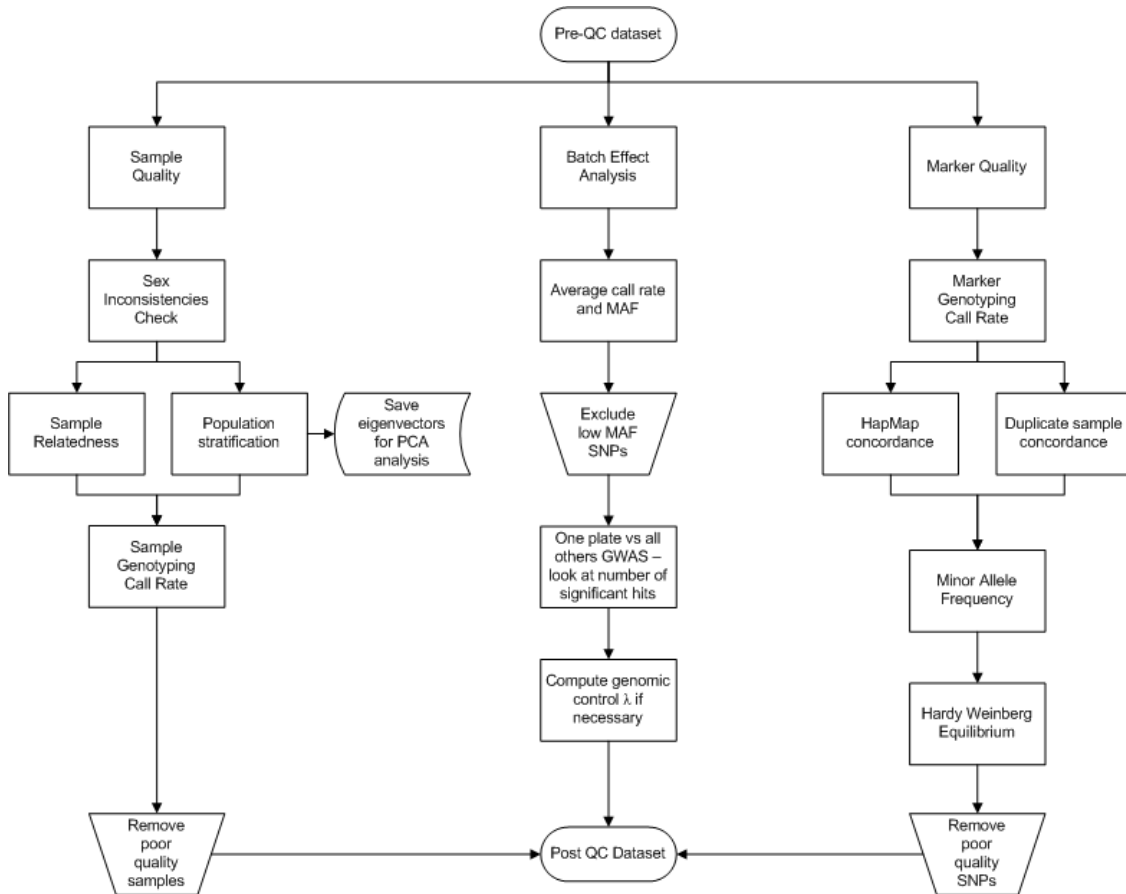 Pre-QC dataset
Sample
Quality
Batch Effect
Analysis
Marker Quality
Sex
Inconsistencies
Check
Average call rate
and MAF
Marker
Genotyping
Call Rate
Sample
Relatedness
Population
stratification
Save
eigenvectors
for PCA
analysis
Exclude
low MAF
SNPs
HapMap
concordance
Duplicate sample
concordance
Sample
Genotyping
Call Rate
One plate vs all
others GWAS –
look at number of
significant hits
Minor Allele
Frequency
Compute genomic
control λ if
necessary
Hardy Weinberg
Equilibrium
Remove
poor
quality
samples
Post QC Dataset
Remove
poor
quality
SNPs